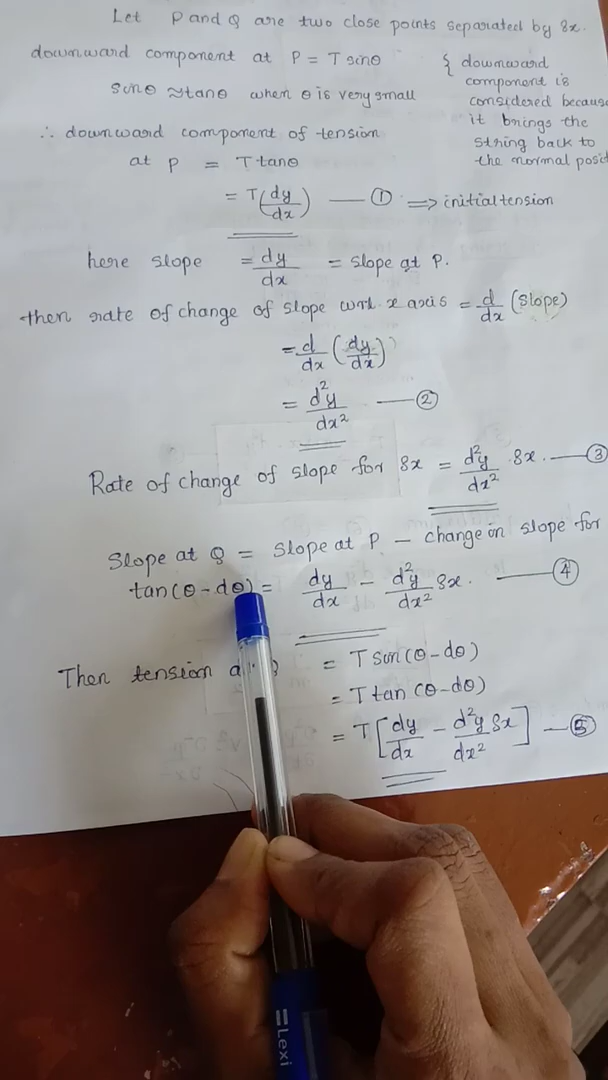 Let P and Q are two close points separated by δx.
downward component at P = T sinθ
sinθ ≈ tanθ when θ is very small
{ downward component is considered because it brings the string back to the normal
∴ downward component of tension
at P = T tanθ
= T(dy/dx) — ① => initial tension
here slope = dy/dx = slope at P.
then rate of change of slope w.r.t. x axis = d/dx (slope)
= d/dx (dy/dx)
= d²y/dx² — ②
Rate of change of slope for δx = d²y/dx² . δx. — ③
Slope at Q = slope at P - change in slope for
tan(θ-dθ) = dy/dx - d²y/dx² δx. — ④
Then tension = T sin(θ-dθ)
= T tan(θ-dθ)
= T[dy/dx - d²y/dx² δx] — ⑤
Lexi